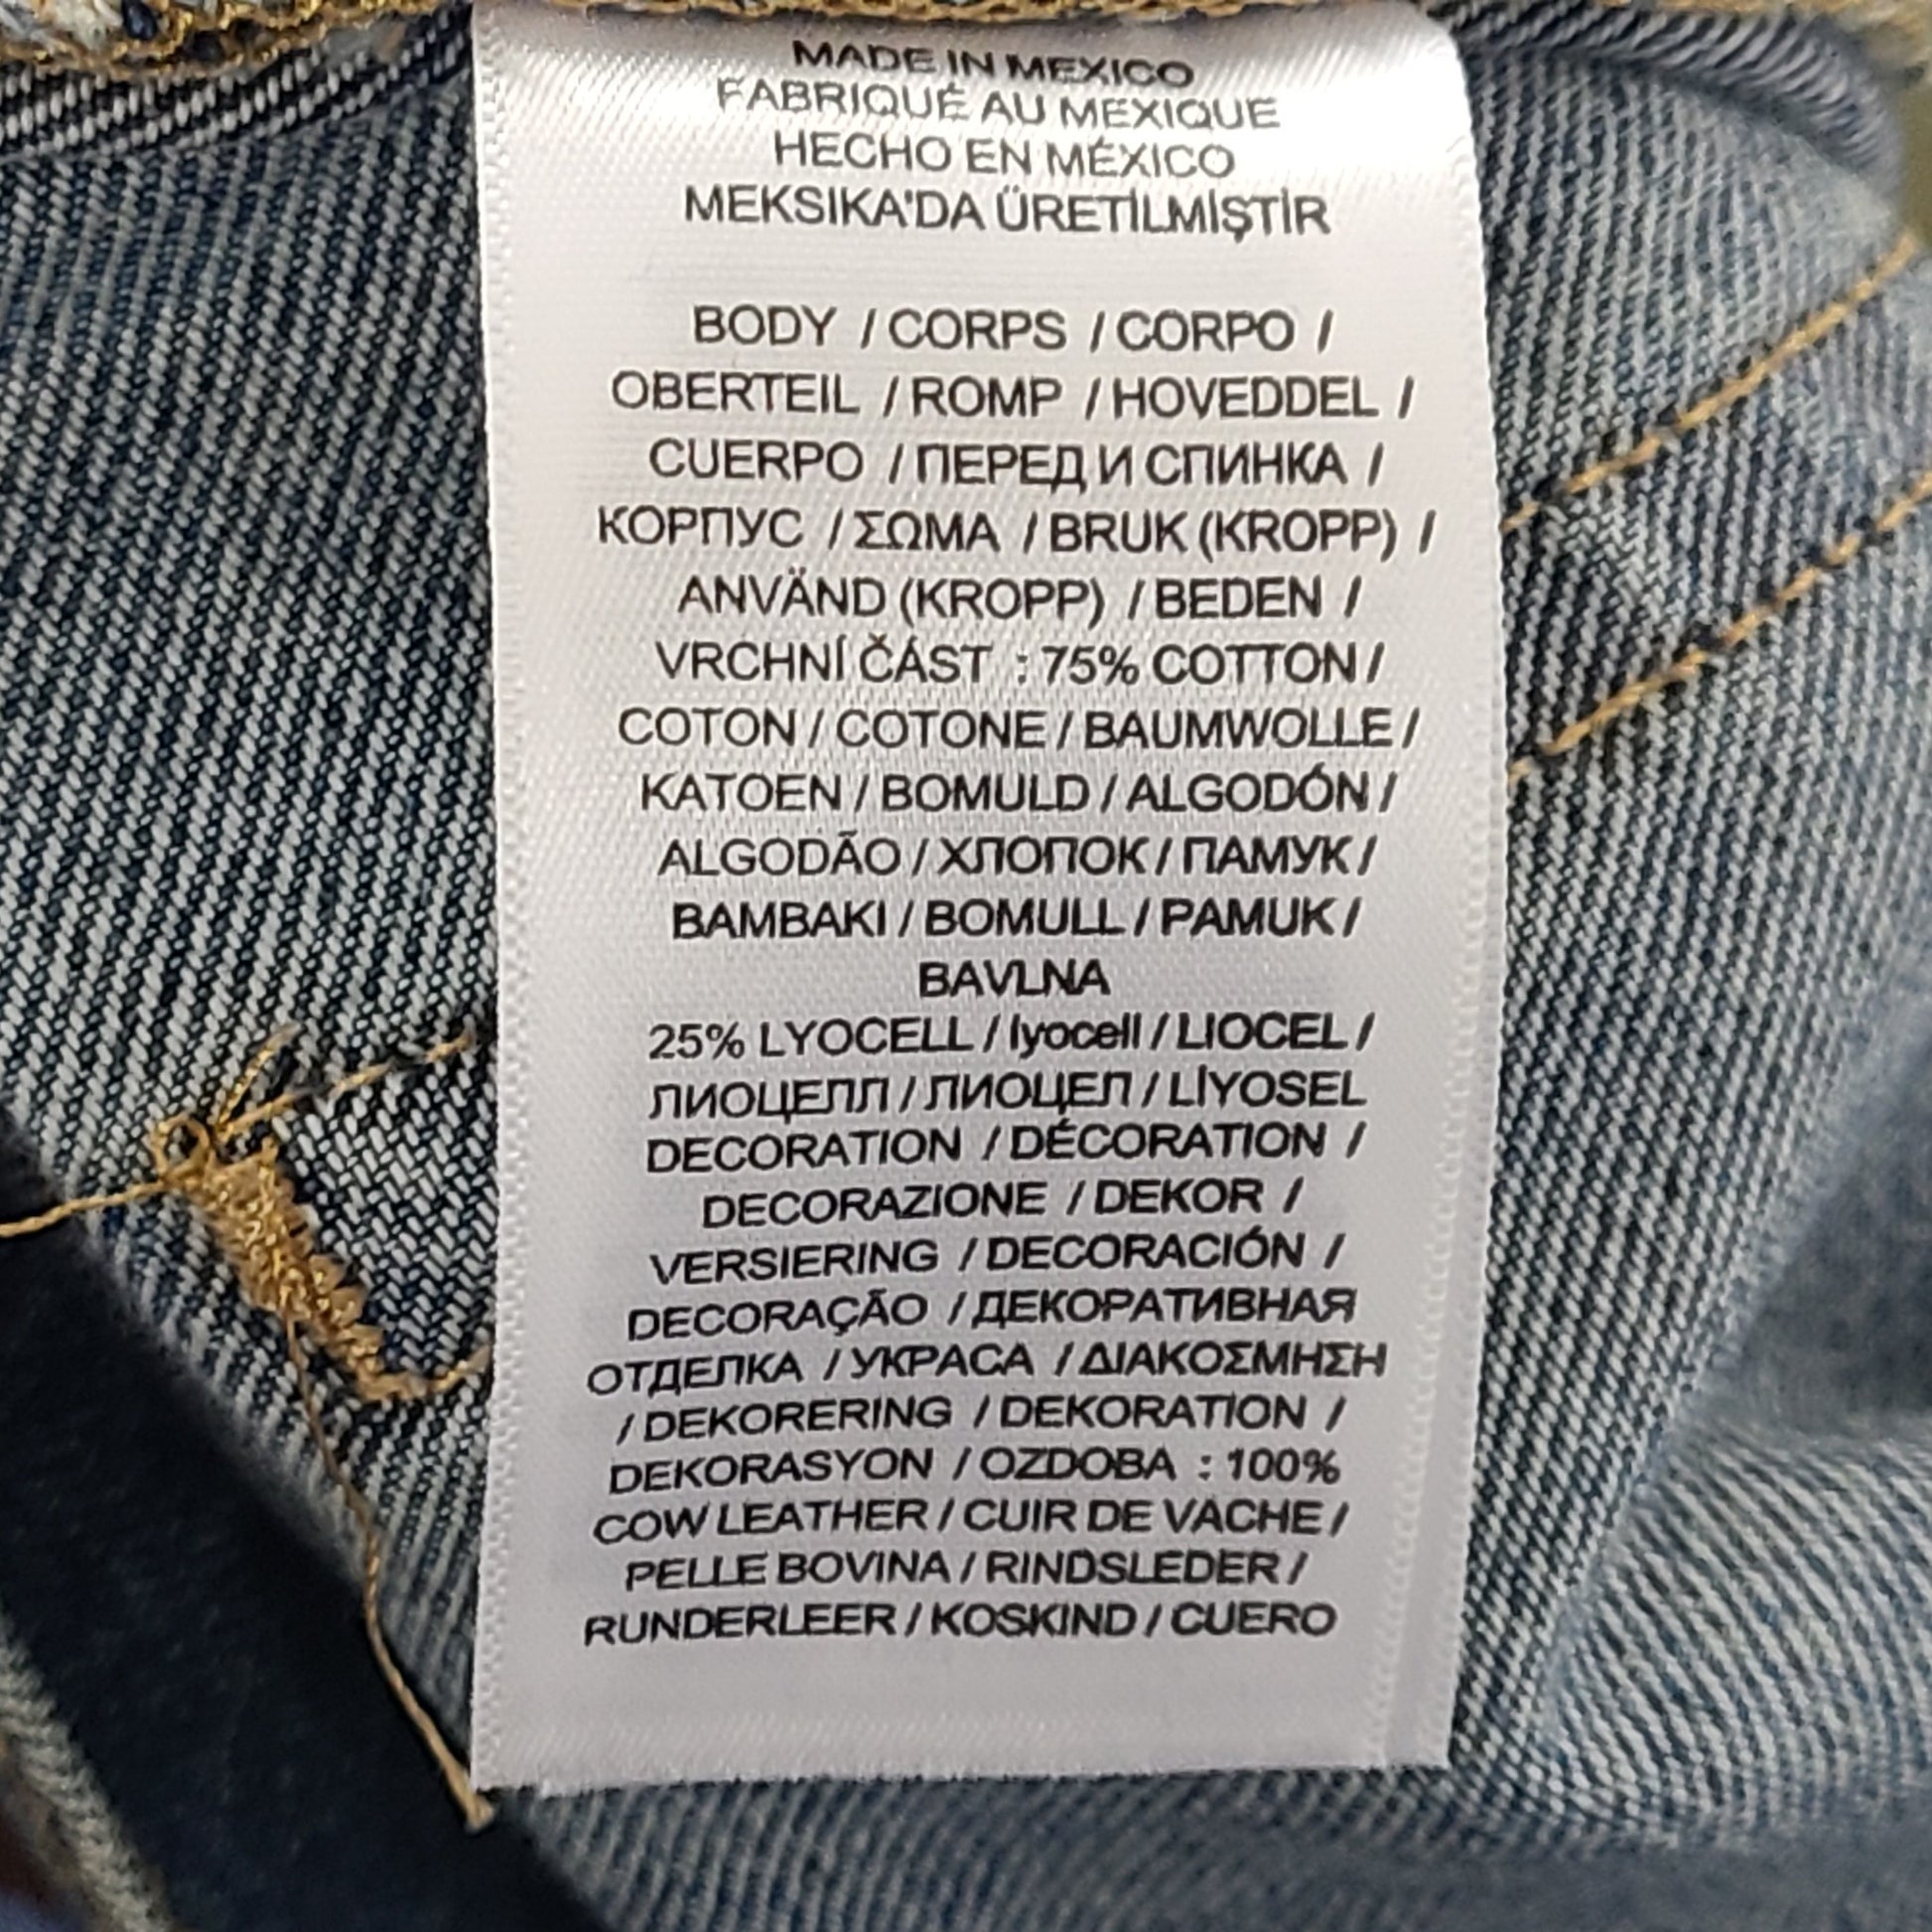 MADE IN MEXICO
FABRIQUÉ AU MEXIQUE
HECHO EN MÉXICO
MEKSIKA'DA ÜRETİLMİŞTİR
BODY / CORPS / CORPO /
OBERTEIL / ROMP / HOVEDDEL /
CUERPO / ПЕРЕД И СПИНКА /
КОРПУС / ΣΩΜΑ / BRUK (KROPP) /
ANVÄND (KROPP) / BEDEN /
VRCHNÍ ČÁST : 75% COTTON /
COTON / COTONE / BAUMWOLLE /
KATOEN / BOMULD / ALGODÓN /
ALGODÃO / ХЛОПОК / ПАМУК /
BAMBAKI / BOMULL / PAMUK /
BAVLNA
25% LYOCELL / lyocell / LIOCEL /
ЛИОЦЕЛЛ / ЛИОЦЕЛ / LİYOSEL
DECORATION / DÉCORATION /
DECORAZIONE / DEKOR /
VERSIERING / DECORACIÓN /
DECORAÇÃO / ДЕКОРАТИВНАЯ
ОТДЕЛКА / УКРАСА / ΔΙΑΚΟΣΜΗΣΗ
/ DEKORERING / DEKORATION /
DEKORASYON / OZDOBA : 100%
COW LEATHER / CUIR DE VACHE /
PELLE BOVINA / RINDSLEDER /
RUNDERLEER / KOSKIND / CUERO